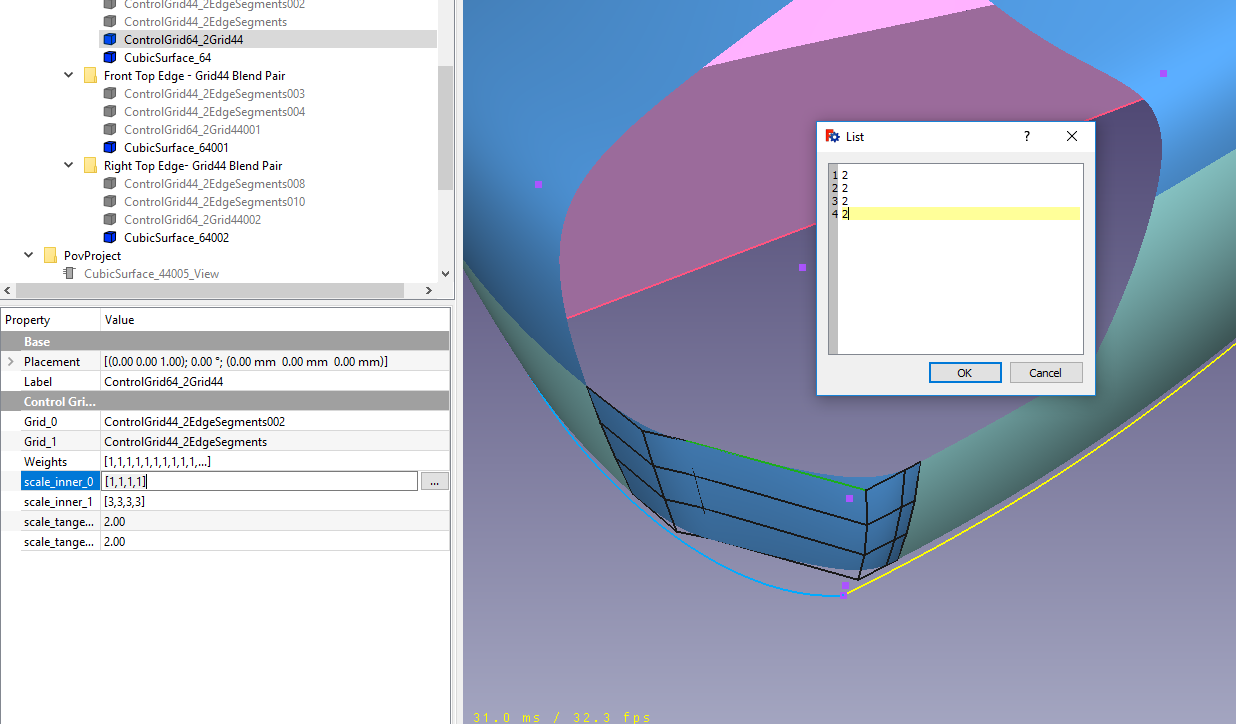 ControlGrid44_2EdgeSegments002
ControlGrid44_2EdgeSegments
ControlGrid64_2Grid44
CubicSurface_64
Front Top Edge - Grid44 Blend Pair
ControlGrid44_2EdgeSegments003
ControlGrid44_2EdgeSegments004
ControlGrid64_2Grid44001
CubicSurface_64001
Right Top Edge- Grid44 Blend Pair
ControlGrid44_2EdgeSegments008
ControlGrid44_2EdgeSegments010
ControlGrid64_2Grid44002
CubicSurface_64002
PovProject
CubicSurface_44005_View
Property Value
Base
Placement [(0.00 0.00 1.00); 0.00 °; (0.00 mm 0.00 mm 0.00 mm)]
Label ControlGrid64_2Grid44
Control Gri...
Grid_0 ControlGrid44_2EdgeSegments002
Grid_1 ControlGrid44_2EdgeSegments
Weights [1,1,1,1,1,1,1,1,1,1,...]
scale_inner_0 [1,1,1,1] ...
scale_inner_1 [3,3,3,3]
scale_tange... 2.00
scale_tange... 2.00
List ?
1 2
2 2
3 2
4 2
OK Cancel
31.0 ms / 32.3 fps